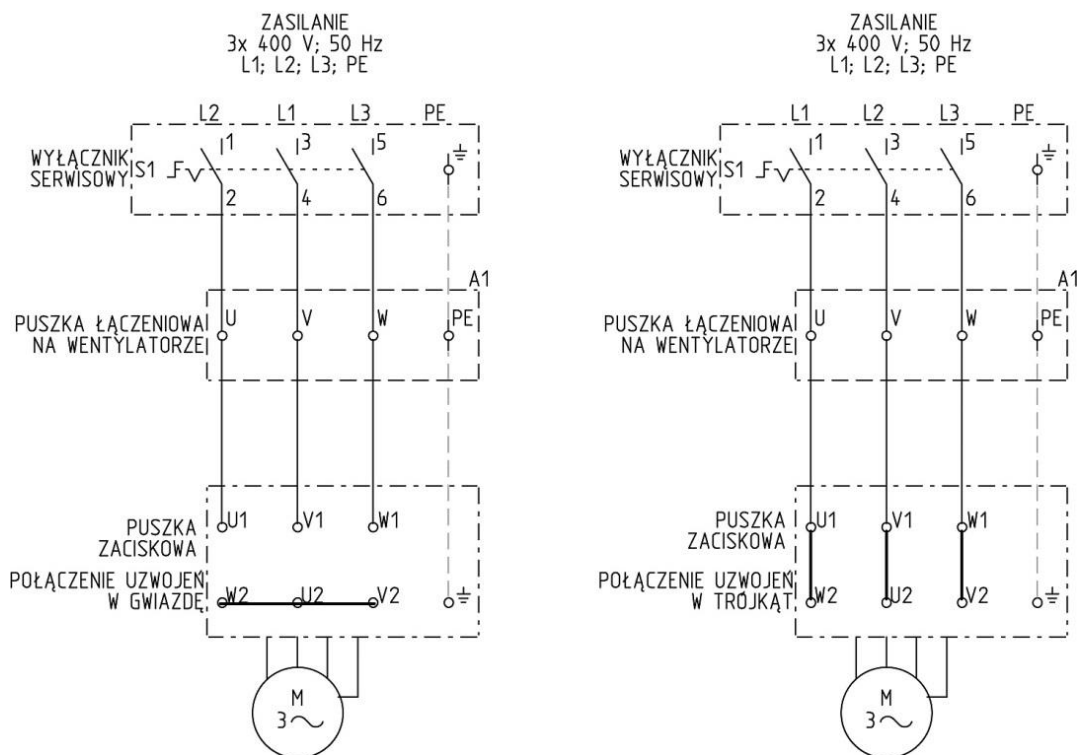 ZASILANIE
3x 400 V; 50 Hz
L1; L2; L3; PE
L2 L1 L3 PE
WYŁĄCZNIK
SERWISOWY
S1
1 3 5
2 4 6
A1
PUSZKA ŁĄCZENIOWA
NA WENTYLATORZE
U V W PE
PUSZKA
ZACISKOWA
U1 V1 W1
POŁĄCZENIE UZWOJEŃ
W GWIAZDĘ
W2 U2 V2
M
3
ZASILANIE
3x 400 V; 50 Hz
L1; L2; L3; PE
L1 L2 L3 PE
WYŁĄCZNIK
SERWISOWY
S1
1 3 5
2 4 6
A1
PUSZKA ŁĄCZENIOWA
NA WENTYLATORZE
U V W PE
PUSZKA
ZACISKOWA
U1 V1 W1
POŁĄCZENIE UZWOJEŃ
W TRÓJKĄT
W2 U2 V2
M
3